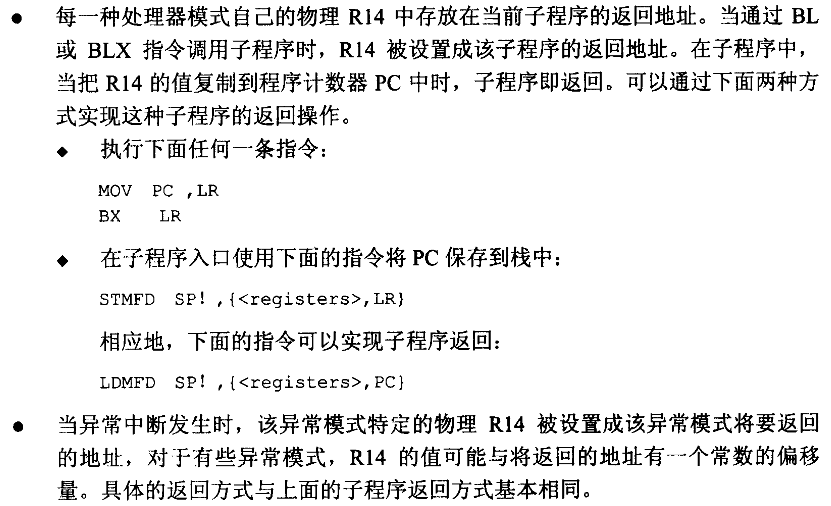 ● 每一种处理器模式自己的物理 R14 中存放在当前子程序的返回地址。当通过 BL
或 BLX 指令调用子程序时，R14 被设置成该子程序的返回地址。在子程序中，
当把 R14 的值复制到程序计数器 PC 中时，子程序即返回。可以通过下面两种方
式实现这种子程序的返回操作。
◆ 执行下面任何一条指令：
MOV PC ,LR
BX LR
◆ 在子程序入口使用下面的指令将 PC 保存到栈中：
STMFD SP! ,{<registers>,LR}
相应地，下面的指令可以实现子程序返回：
LDMFD SP! ,{<registers>,PC}
● 当异常中断发生时，该异常模式特定的物理 R14 被设置成该异常模式将要返回
的地址，对于有些异常模式，R14 的值可能与将返回的地址有一个常数的偏移
量。具体的返回方式与上面的子程序返回方式基本相同。